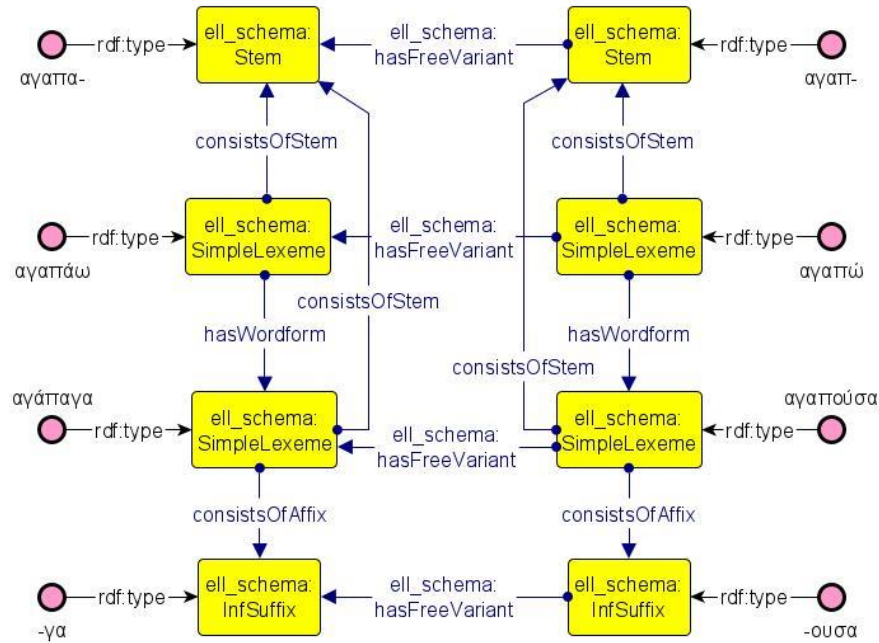 ell_schema:
Stem
ell_schema:
hasFreeVariant
ell_schema:
Stem
rdf:type
rdf:type
αγαπα-
αγαπ-
consistsOfStem
consistsOfStem
ell_schema:
SimpleLexeme
ell_schema:
hasFreeVariant
ell_schema:
SimpleLexeme
rdf:type
rdf:type
αγαπάω
αγαπώ
consistsOfStem
hasWordform
hasWordform
consistsOfStem
αγάπαγα
αγαπούσα
ell_schema:
SimpleLexeme
ell_schema:
hasFreeVariant
ell_schema:
SimpleLexeme
rdf:type
rdf:type
consistsOfAffix
consistsOfAffix
ell_schema:
InfSuffix
ell_schema:
hasFreeVariant
ell_schema:
InfSuffix
rdf:type
rdf:type
-γα
-ουσα